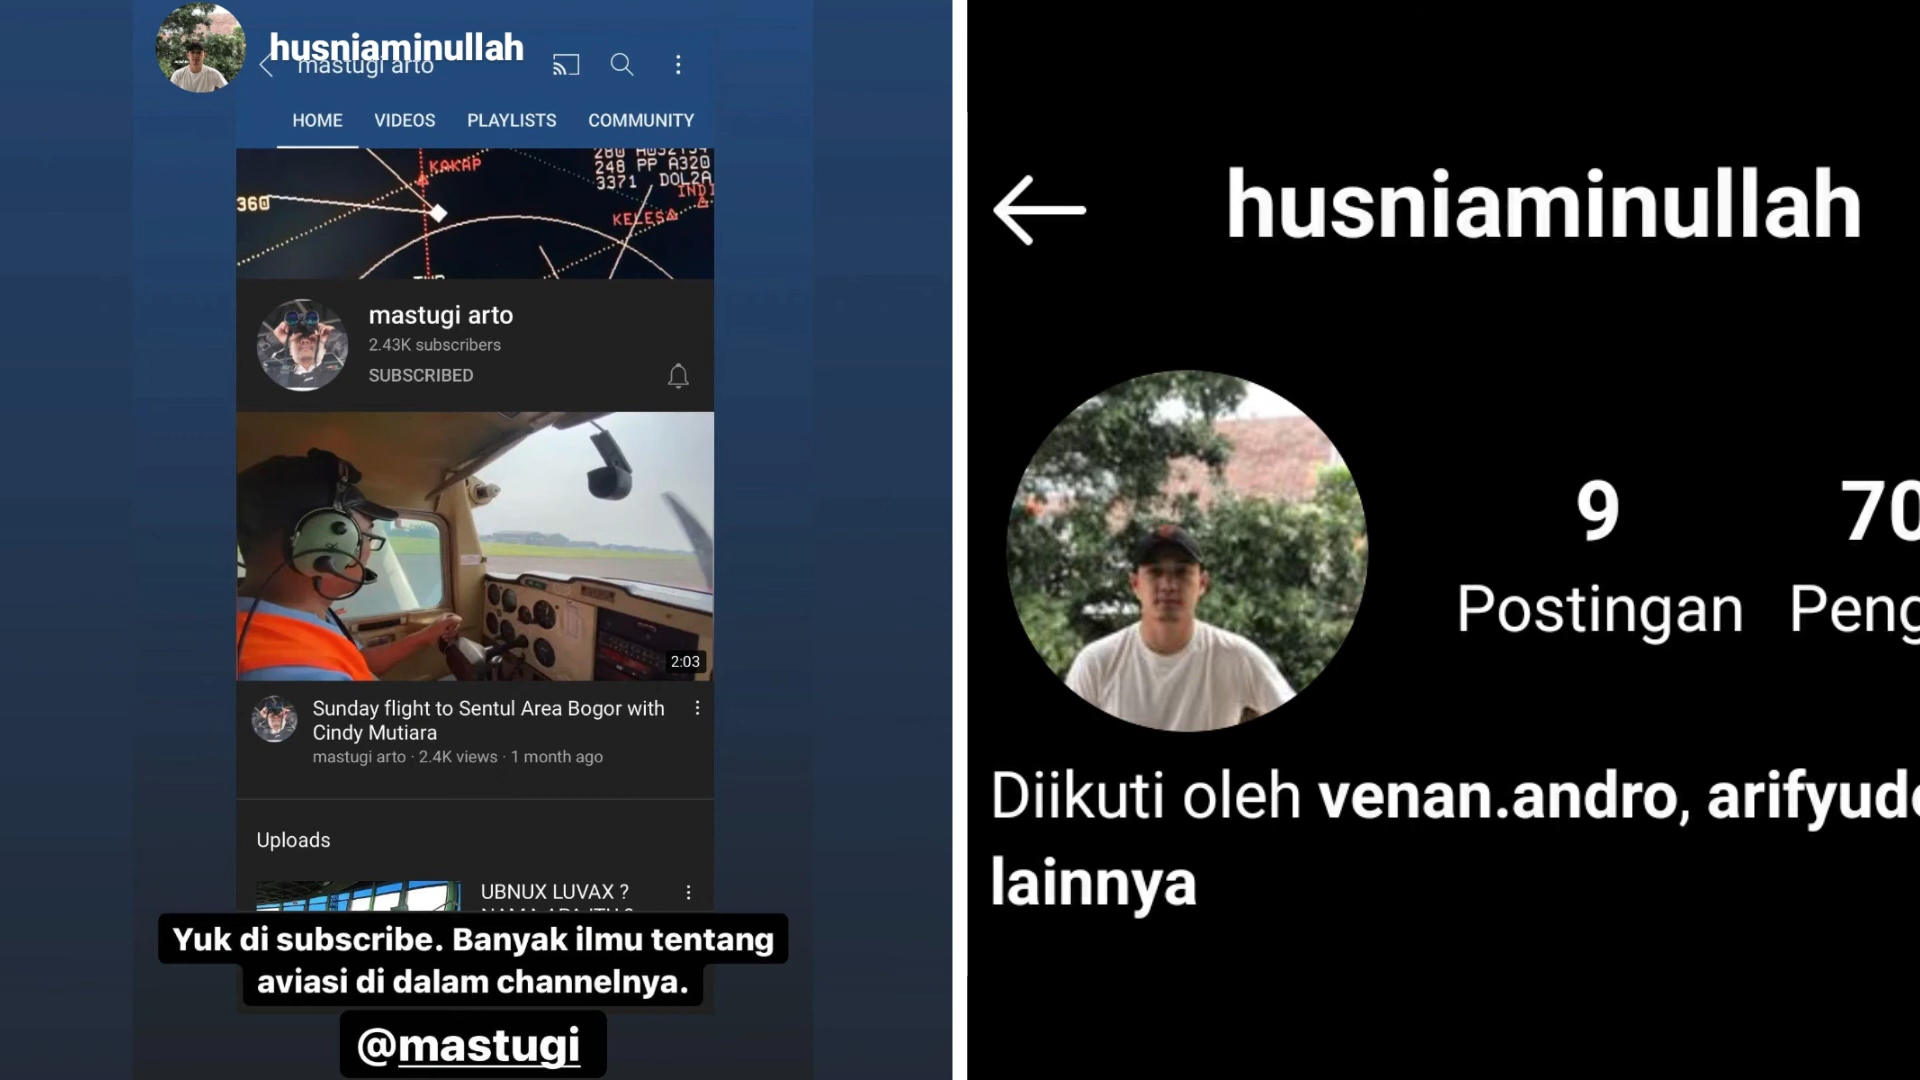 husniaminullah
mastugi arto
HOME VIDEOS PLAYLISTS COMMUNITY
KAKAP
248 PP A320
3371 DOL2A
360
KELES
mastugi arto
2.43K subscribers
SUBSCRIBED
2:03
Sunday flight to Sentul Area Bogor with
Cindy Mutiara
mastugi arto · 2.4K views · 1 month ago
Uploads
UBNUX LUVAX ?
Yuk di subscribe. Banyak ilmu tentang
aviasi di dalam channelnya.
@mastugi
husniaminullah
9 70
Postingan Peng
Diikuti oleh venan.andro, arifyud
lainnya